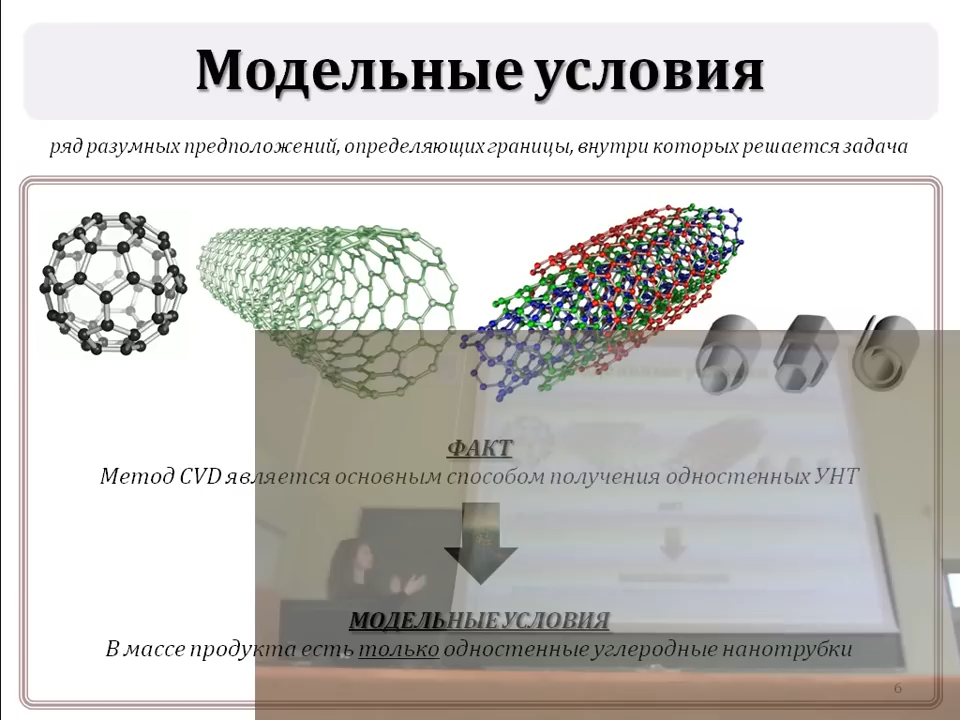 Модельные условия
ряд разумных предположений, определяющих границы, внутри которых решается задача
ФАКТ
Метод CVD является основным способом получения одностенных УНТ
МОДЕЛЬНЫЕ УСЛОВИЯ
В массе продукта есть только одностенные углеродные нанотрубки
6